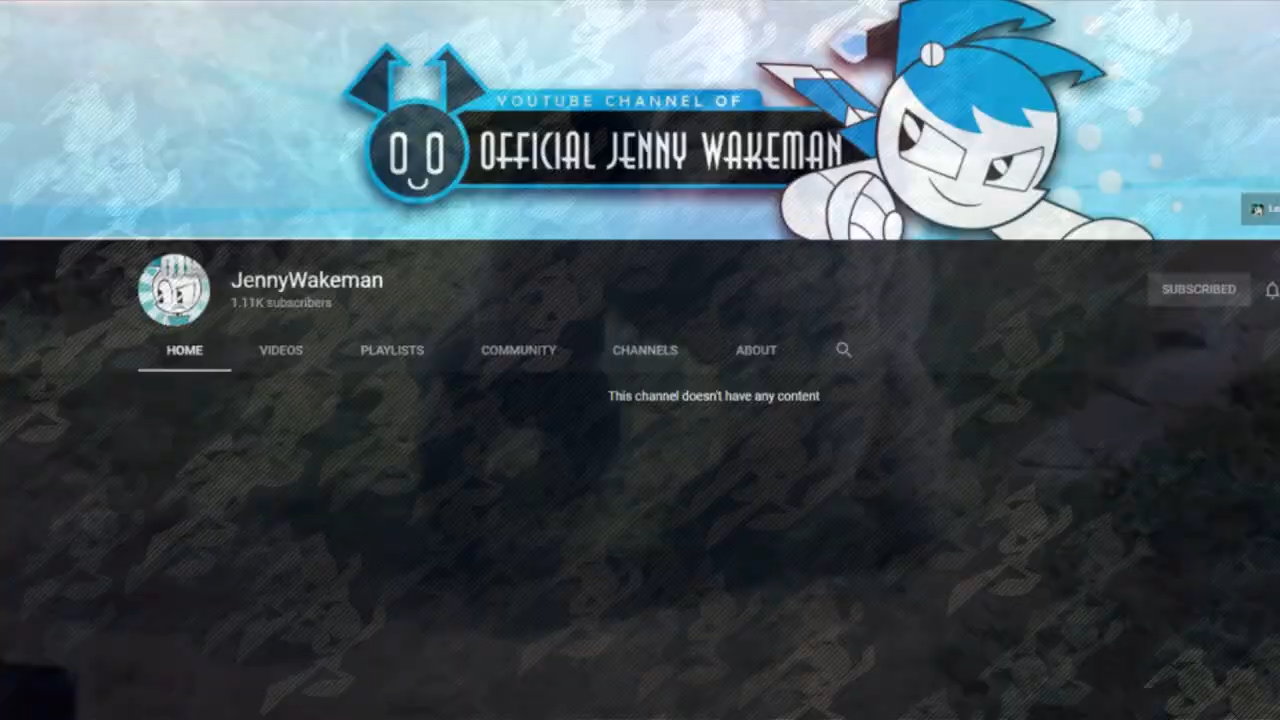 YOUTUBE CHANNEL OF
OFFICIAL JENNY WAKEMAN
JennyWakeman
1.11K subscribers
SUBSCRIBED
HOME VIDEOS PLAYLISTS COMMUNITY CHANNELS ABOUT
This channel doesn't have any content